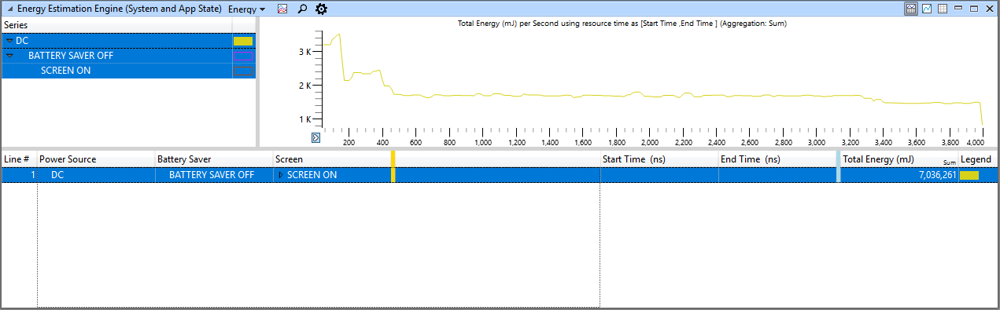 Energy Estimation Engine (System and App State) Energy
Series
DC
BATTERY SAVER OFF
SCREEN ON
Total Energy (mJ) per Second using resource time as [Start Time ,End Time ] (Aggregation: Sum)
3 K
2 K
1 K
200 400 600 800 1,000 1,200 1,400 1,600 1,800 2,000 2,200 2,400 2,600 2,800 3,000 3,200 3,400 3,600 3,800 4,000
Line # Power Source Battery Saver Screen Start Time (ns) End Time (ns) Total Energy (mJ) Sum Legend
1 DC BATTERY SAVER OFF SCREEN ON 7,036,261